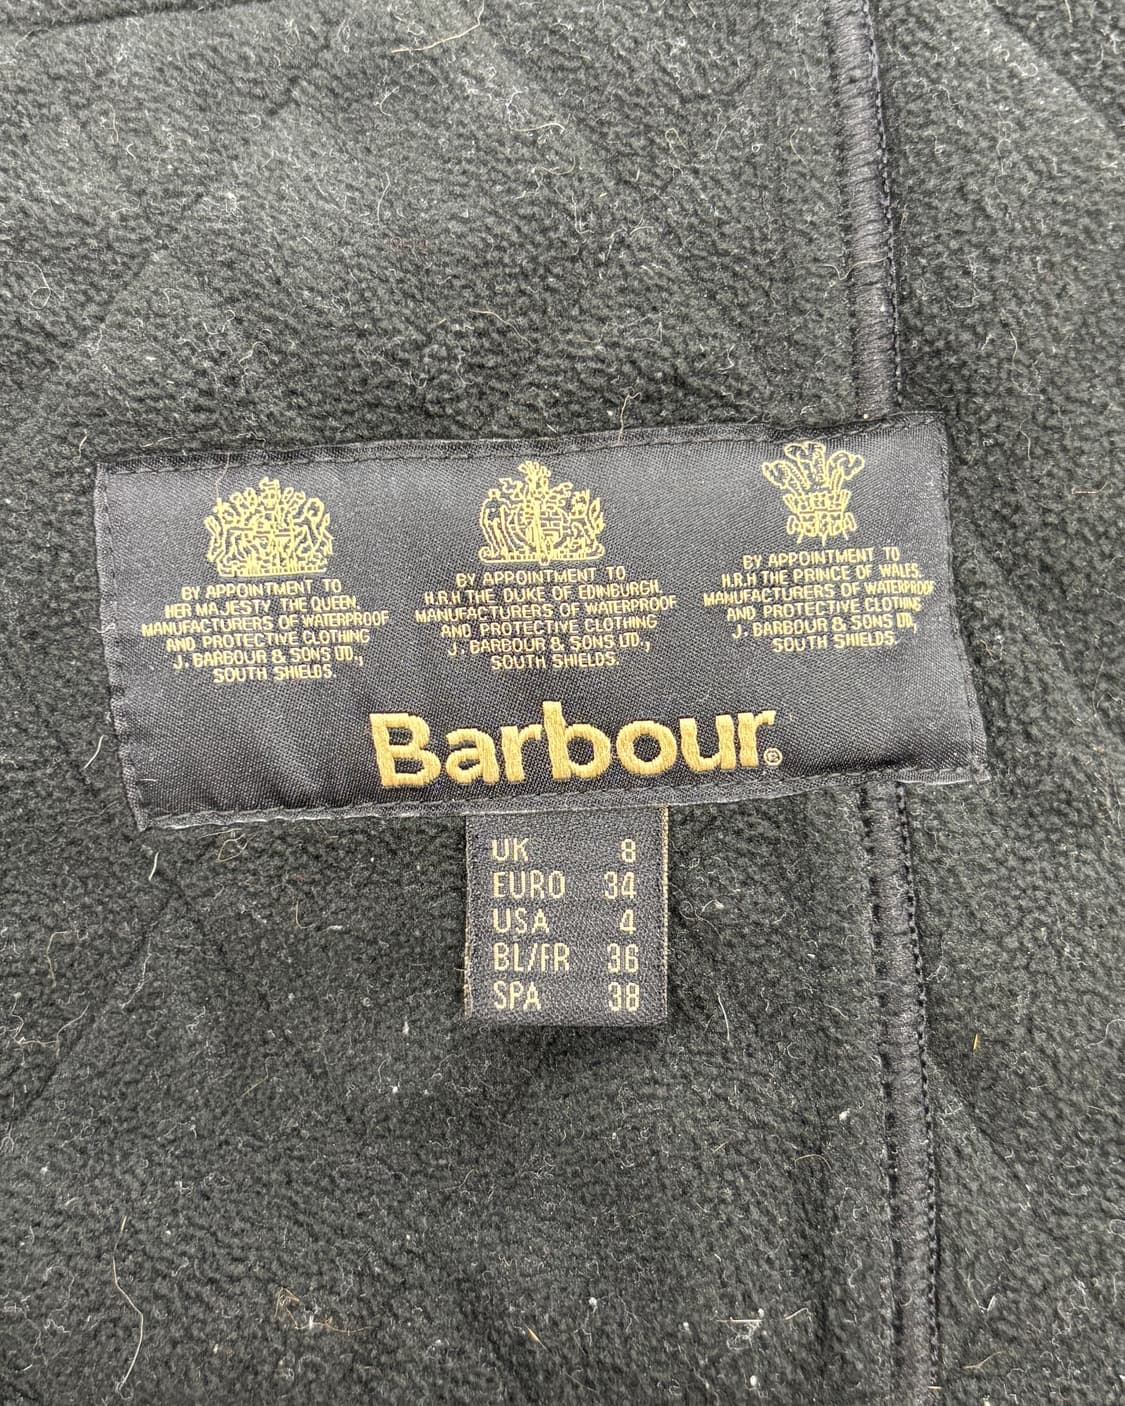 BY APPOINTMENT TO
HER MAJESTY THE QUEEN,
MANUFACTURERS OF WATERPROOF
AND PROTECTIVE CLOTHING
J. BARBOUR & SONS LTD.,
SOUTH SHIELDS.
BY APPOINTMENT TO
H.R.H THE DUKE OF EDINBURGH,
MANUFACTURERS OF WATERPROOF
AND PROTECTIVE CLOTHING
J. BARBOUR & SONS LTD.,
SOUTH SHIELDS.
BY APPOINTMENT TO
H.R.H THE PRINCE OF WALES,
MANUFACTURERS OF WATERPROOF
AND PROTECTIVE CLOTHING
J. BARBOUR & SONS LTD,
SOUTH SHIELDS.
Barbour®
UK 8
EURO 34
USA 4
BL/FR 36
SPA 38